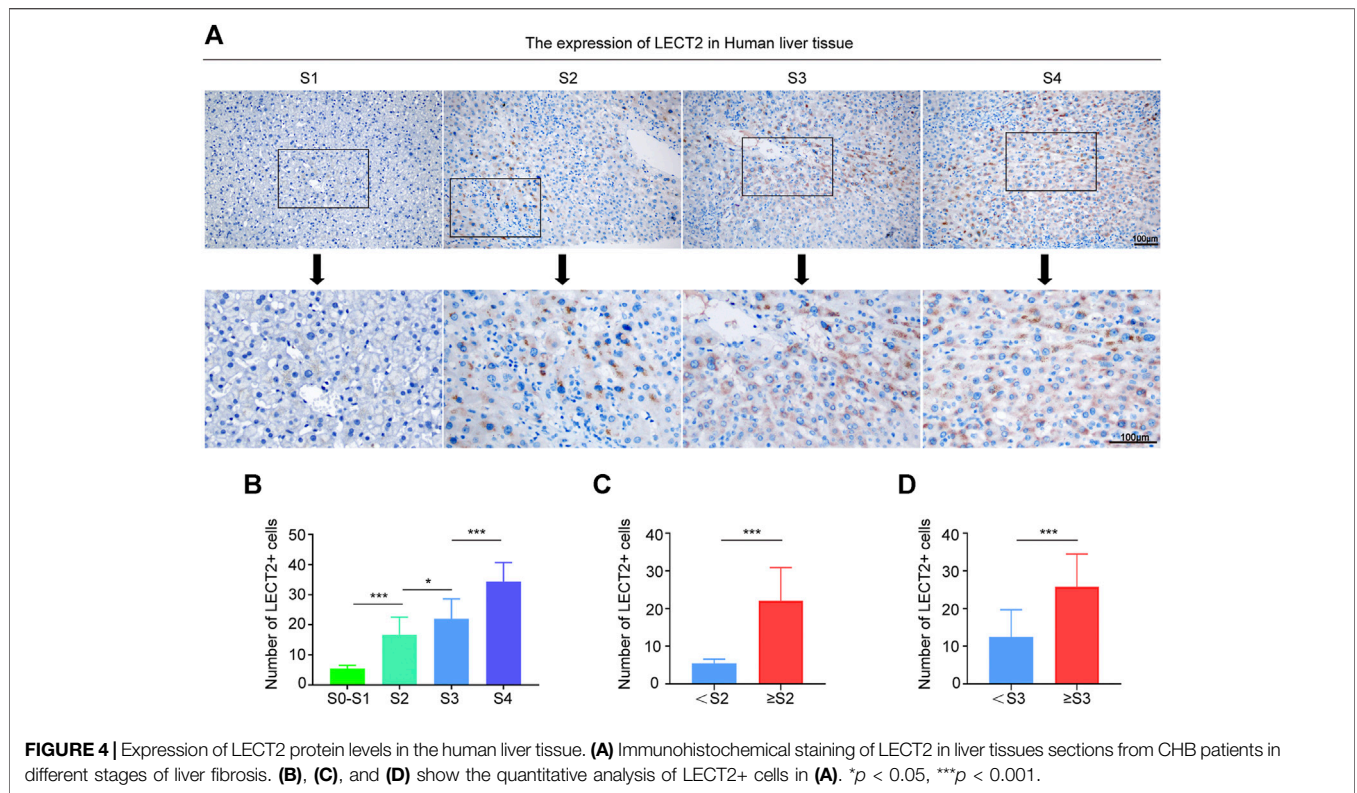 A
The expression of LECT2 in Human liver tissue
S1 S2 S3 S4
100μm
100μm
B C D
Number of LECT2+ cells
50
40
30
20
10
0
***
*
***
S0-S1 S2 S3 S4
Number of LECT2+ cells
40
30
20
10
0
***
<S2 ≥S2
Number of LECT2+ cells
40
30
20
10
0
***
<S3 ≥S3
FIGURE 4 | Expression of LECT2 protein levels in the human liver tissue. (A) Immunohistochemical staining of LECT2 in liver tissues sections from CHB patients in
different stages of liver fibrosis. (B), (C), and (D) show the quantitative analysis of LECT2+ cells in (A). *p < 0.05, ***p < 0.001.